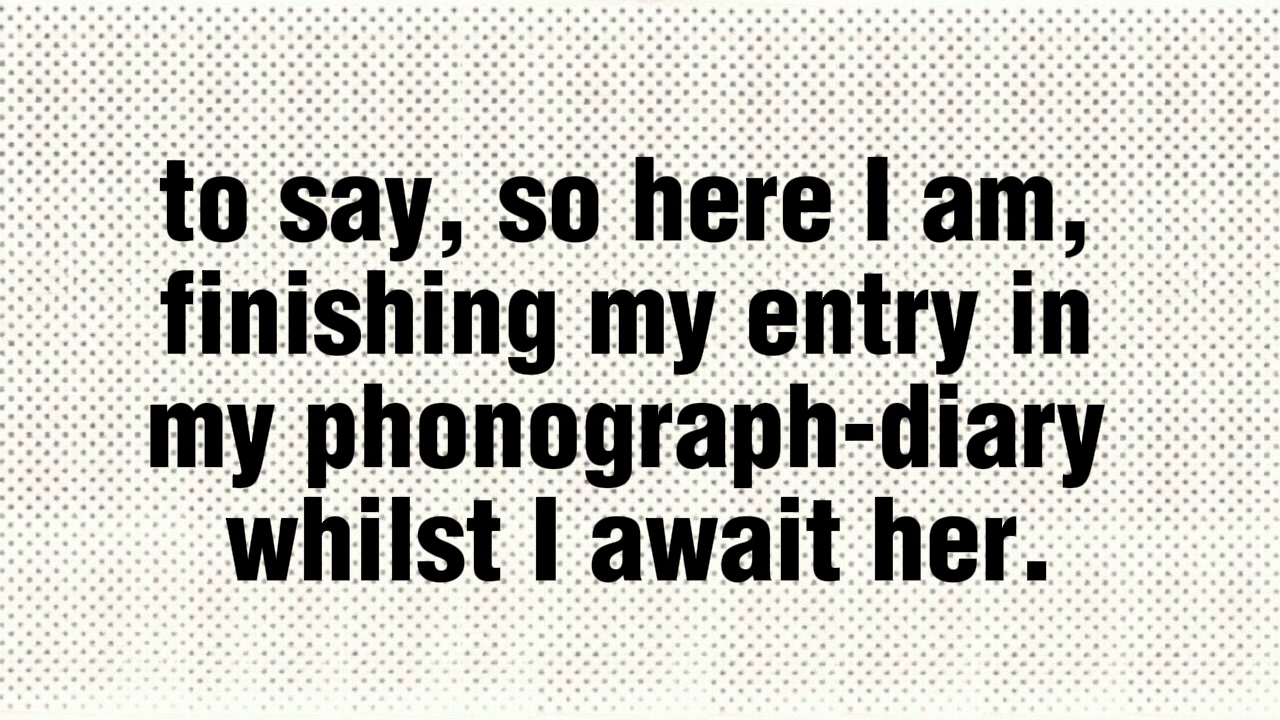 to say, so here I am,
finishing my entry in
my phonograph-diary
whilst I await her.